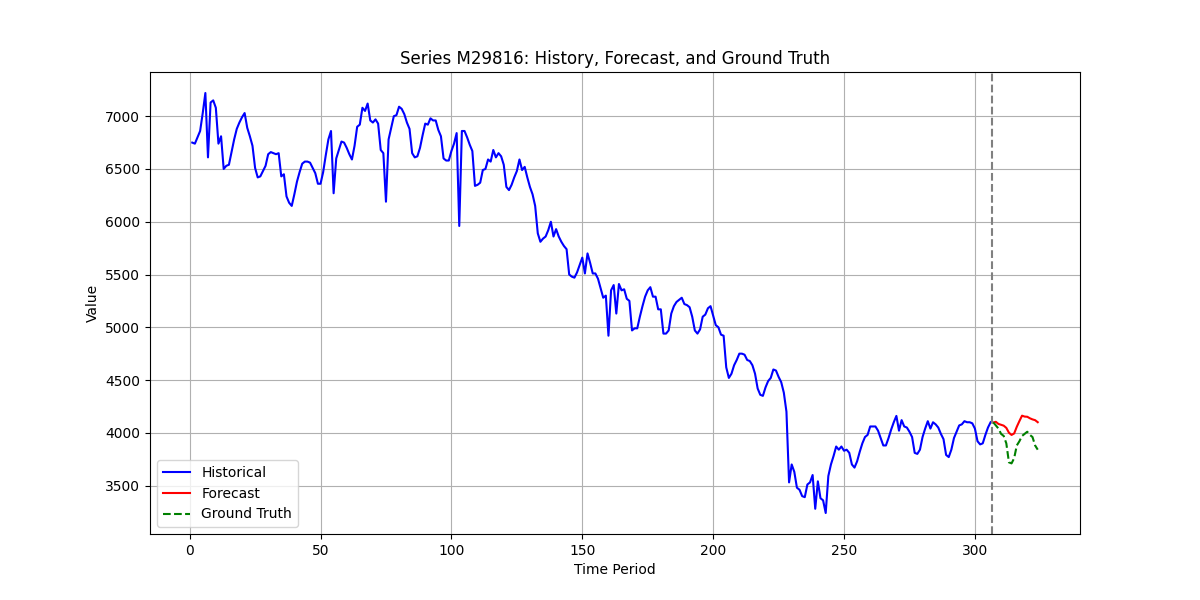 Series M29816: History, Forecast, and Ground Truth
Value
7000
6500
6000
5500
5000
4500
4000
3500
Historical
Forecast
Ground Truth
0 50 100 150 200 250 300
Time Period